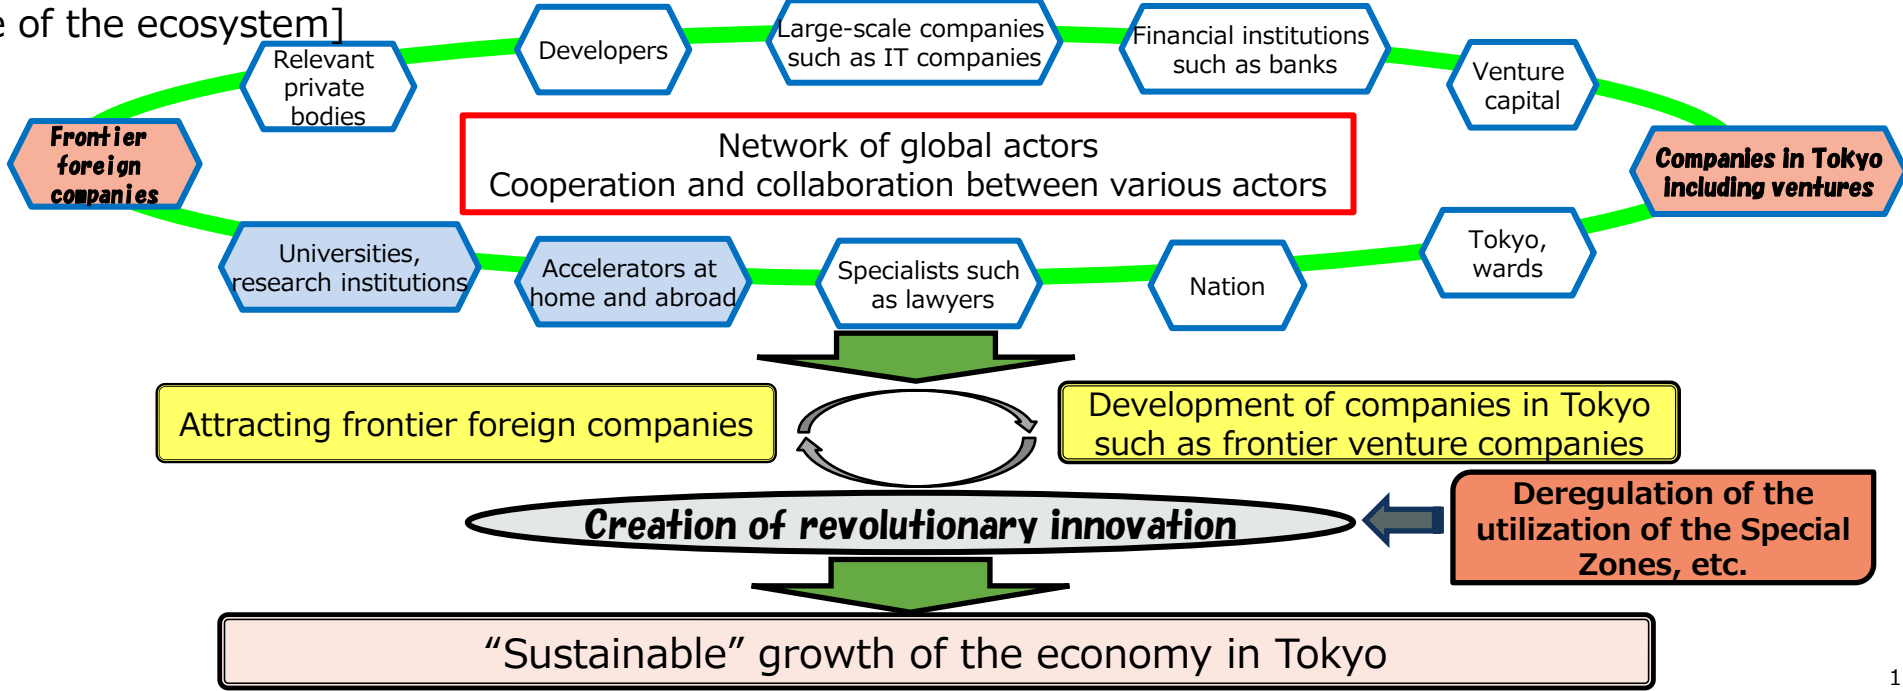 e of the ecosystem]
Relevant
private
bodies
Developers
Large-scale companies
such as IT companies
Financial institutions
such as banks
Venture
capital
Frontier
foreign
companies
Network of global actors
Cooperation and collaboration between various actors
Companies in Tokyo
including ventures
Universities,
research institutions
Accelerators at
home and abroad
Specialists such
as lawyers
Nation
Tokyo,
wards
Attracting frontier foreign companies
Development of companies in Tokyo
such as frontier venture companies
Creation of revolutionary innovation
Deregulation of the
utilization of the Special
Zones, etc.
“Sustainable” growth of the economy in Tokyo
1